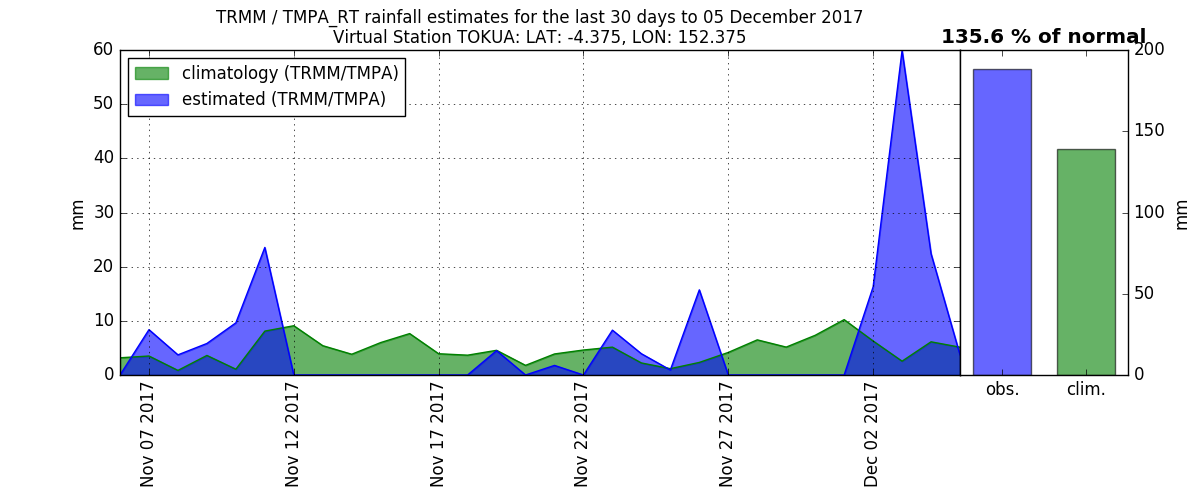 TRMM / TMPA_RT rainfall estimates for the last 30 days to 05 December 2017
Virtual Station TOKUA: LAT: -4.375, LON: 152.375
135.6 % of normal
climatology (TRMM/TMPA)
estimated (TRMM/TMPA)
60
50
40
30
20
10
0
mm
Nov 07 2017
Nov 12 2017
Nov 17 2017
Nov 22 2017
Nov 27 2017
Dec 02 2017
obs.
clim.
200
150
100
50
0
mm